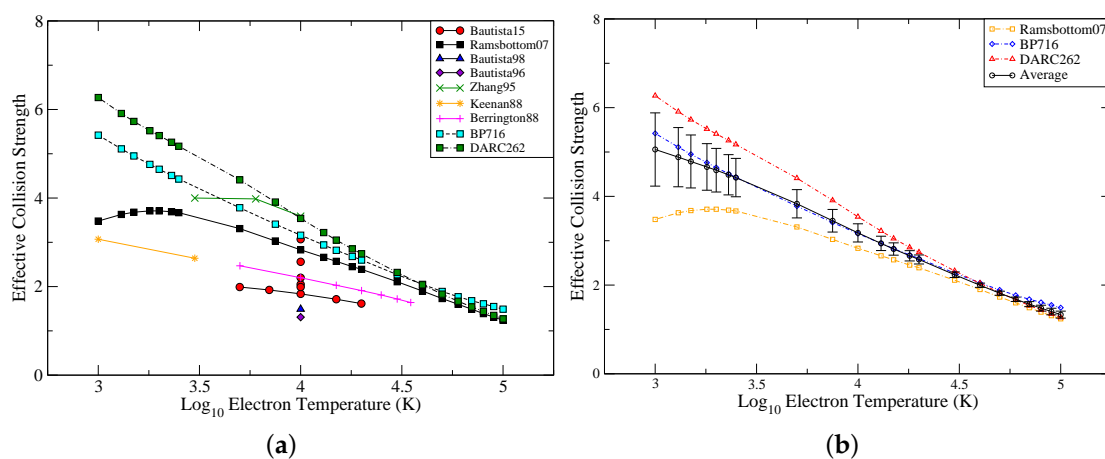 8
6
4
2
0
3
3.5
4
4.5
5
Effective Collision Strength
Log10 Electron Temperature (K)
Bautista15
Ramsbottom07
Bautista98
Bautista96
Zhang95
Keenan88
Berrington88
BP716
DARC262
(a)
8
6
4
2
0
3
3.5
4
4.5
5
Effective Collision Strength
Log10 Electron Temperature (K)
Ramsbottom07
BP716
DARC262
Average
(b)